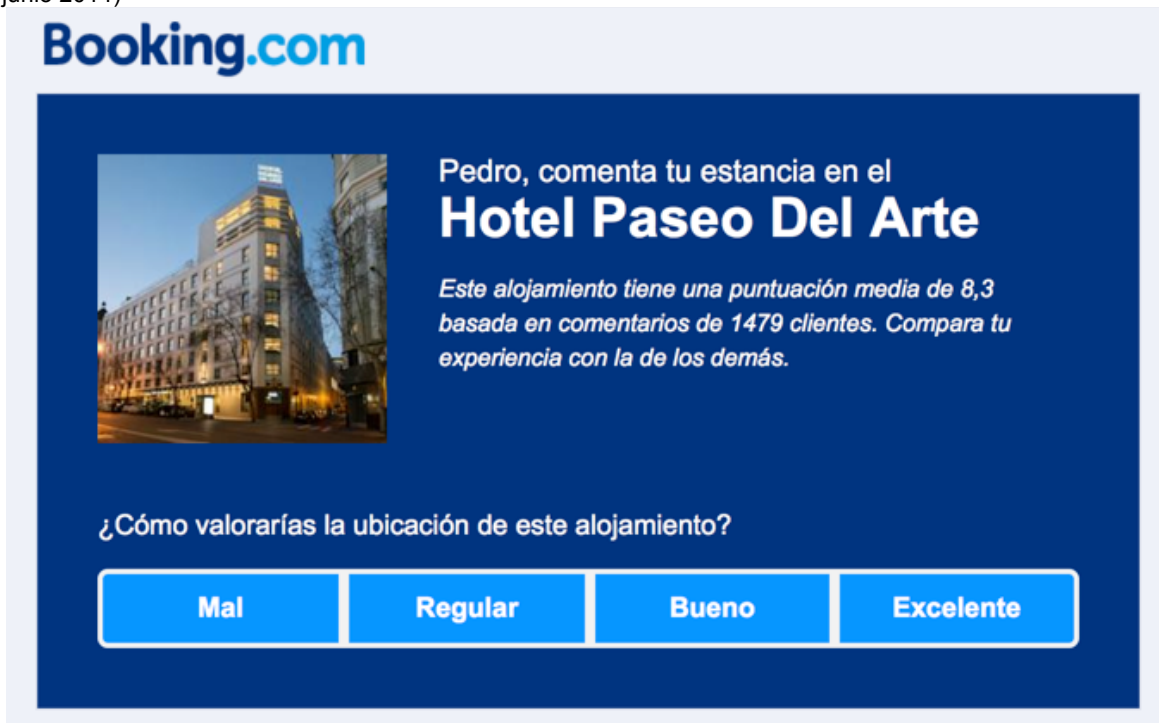 Booking.com
Pedro, comenta tu estancia en el
Hotel Paseo Del Arte
Este alojamiento tiene una puntuación media de 8,3
basada en comentarios de 1479 clientes. Compara tu
experiencia con la de los demás.
¿Cómo valorarías la ubicación de este alojamiento?
Mal Regular Bueno Excelente